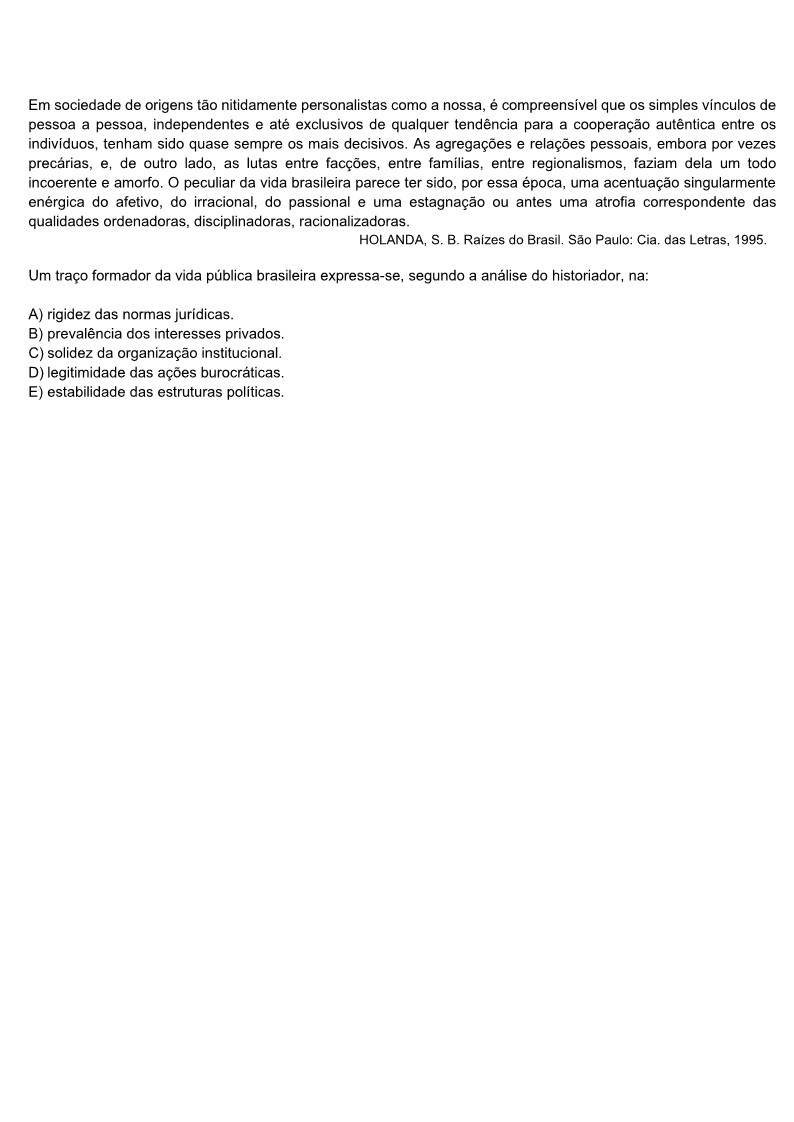 Em sociedade de origens tão nitidamente personalistas como a nossa, é compreensível que os simples vínculos de
pessoa a pessoa, independentes e até exclusivos de qualquer tendência para a cooperação autêntica entre os
indivíduos, tenham sido quase sempre os mais decisivos. As agregações e relações pessoais, embora por vezes
precárias, e, de outro lado, as lutas entre facções, entre famílias, entre regionalismos, faziam dela um todo
incoerente e amorfo. O peculiar da vida brasileira parece ter sido, por essa época, uma acentuação singularmente
enérgica do afetivo, do irracional, do passional e uma estagnação ou antes uma atrofia correspondente das
qualidades ordenadoras, disciplinadoras, racionalizadoras.
HOLANDA, S. B. Raízes do Brasil. São Paulo: Cia. das Letras, 1995.
Um traço formador da vida pública brasileira expressa-se, segundo a análise do historiador, na:
A) rigidez das normas jurídicas.
B) prevalência dos interesses privados.
C) solidez da organização institucional.
D) legitimidade das ações burocráticas.
E) estabilidade das estruturas políticas.